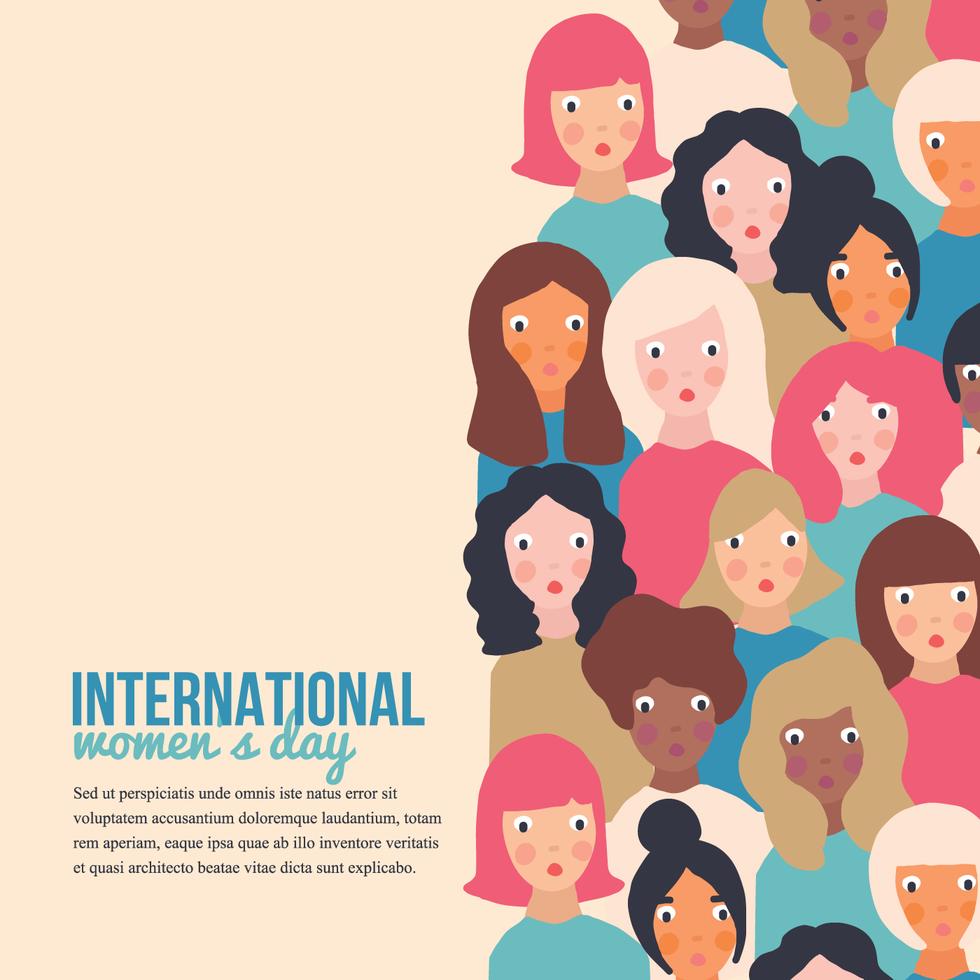 INTERNATIONAL
women's day
Sed ut perspiciatis unde omnis iste natus error sit
voluptatem accusantium doloremque laudantium, totam
rem aperiam, eaque ipsa quae ab illo inventore veritatis
et quasi architecto beatae vitae dicta sunt explicabo.